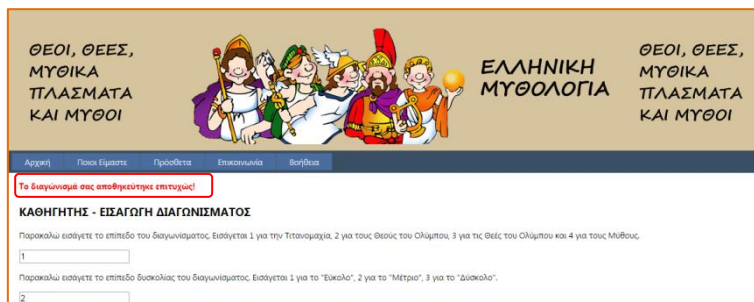 ΘΕΟΙ, ΘΕΕΣ,
ΜΥΘΙΚΑ
ΠΛΑΣΜΑΤΑ
ΚΑΙ ΜΥΘΟΙ
ΕΛΛΗΝΙΚΗ
ΜΥΘΟΛΟΓΙΑ
ΘΕΟΙ, ΘΕΕΣ,
ΜΥΘΙΚΑ
ΠΛΑΣΜΑΤΑ
ΚΑΙ ΜΥΘΟΙ
Αρχική Ποιοι Είμαστε Πρόσθετα Επικοινωνία Βοήθεια
Το διαγώνισμά σας αποθηκεύτηκε επιτυχώς!
ΚΑΘΗΓΗΤΗΣ - ΕΙΣΑΓΩΓΗ ΔΙΑΓΩΝΙΣΜΑΤΟΣ
Παρακαλώ εισάγετε το επίπεδο του διαγωνίσματος. Εισάγεται 1 για την Τιτανομαχία, 2 για τους Θεούς του Ολύμπου, 3 για τις Θεές του Ολύμπου και 4 για τους Μύθους.
1
Παρακαλώ εισάγετε το επίπεδο δυσκολίας του διαγωνίσματος. Εισάγεται 1 για το "Εύκολο", 2 για το "Μέτριο", 3 για το "Δύσκολο".
2